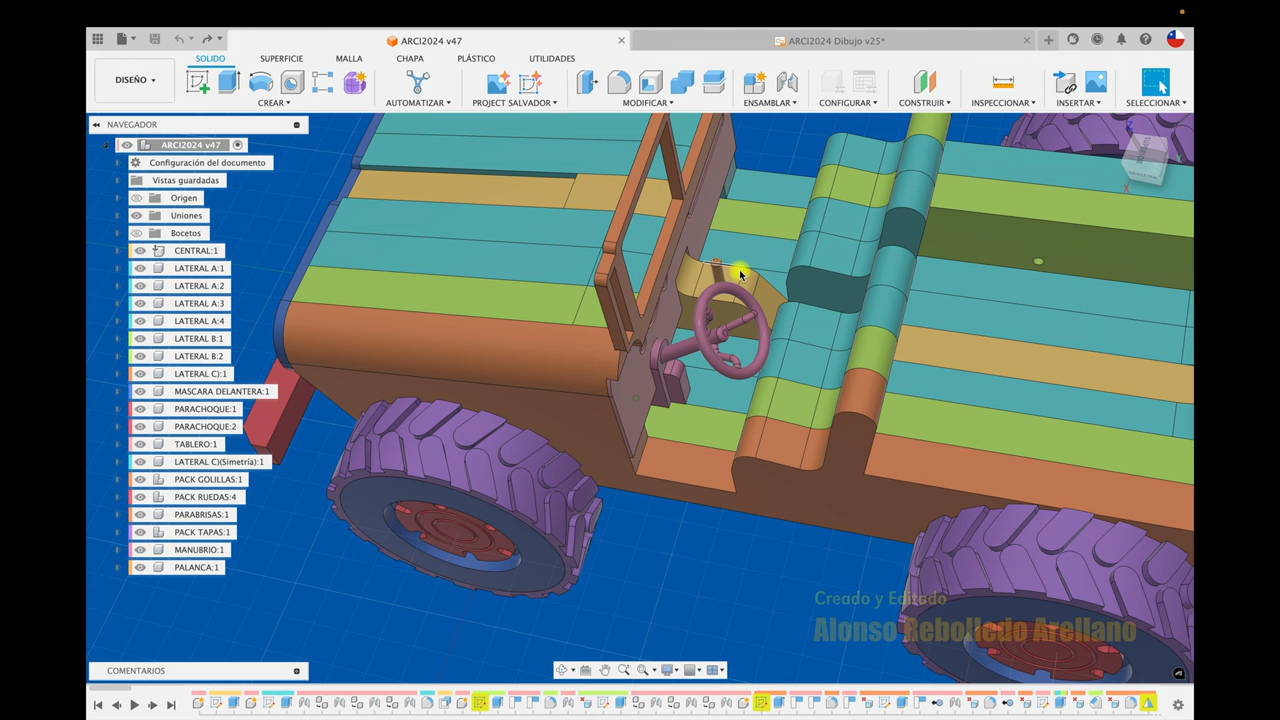 ARCI2024 v47
ARCI2024 Dibujo v25*
SOLIDO
SUPERFICIE
MALLA
CHAPA
PLÁSTICO
UTILIDADES
DISEÑO
CREAR
AUTOMATIZAR
PROJECT SALVADOR
MODIFICAR
ENSAMBLAR
CONFIGURAR
CONSTRUIR
INSPECCIONAR
INSERTAR
SELECCIONAR
NAVEGADOR
ARCI2024 v47
Configuración del documento
Vistas guardadas
Origen
Uniones
Bocetos
CENTRAL:1
LATERAL A:1
LATERAL A:2
LATERAL A:3
LATERAL A:4
LATERAL B:1
LATERAL B:2
LATERAL C):1
MASCARA DELANTERA:1
PARACHOQUE:1
PARACHOQUE:2
TABLERO:1
LATERAL C)(Simetría):1
PACK GOLILLAS:1
PACK RUEDAS:4
PARABRISAS:1
PACK TAPAS:1
MANUBRIO:1
PALANCA:1
Creado y Editado
Alonso Rebolledo Arellano
COMENTARIOS